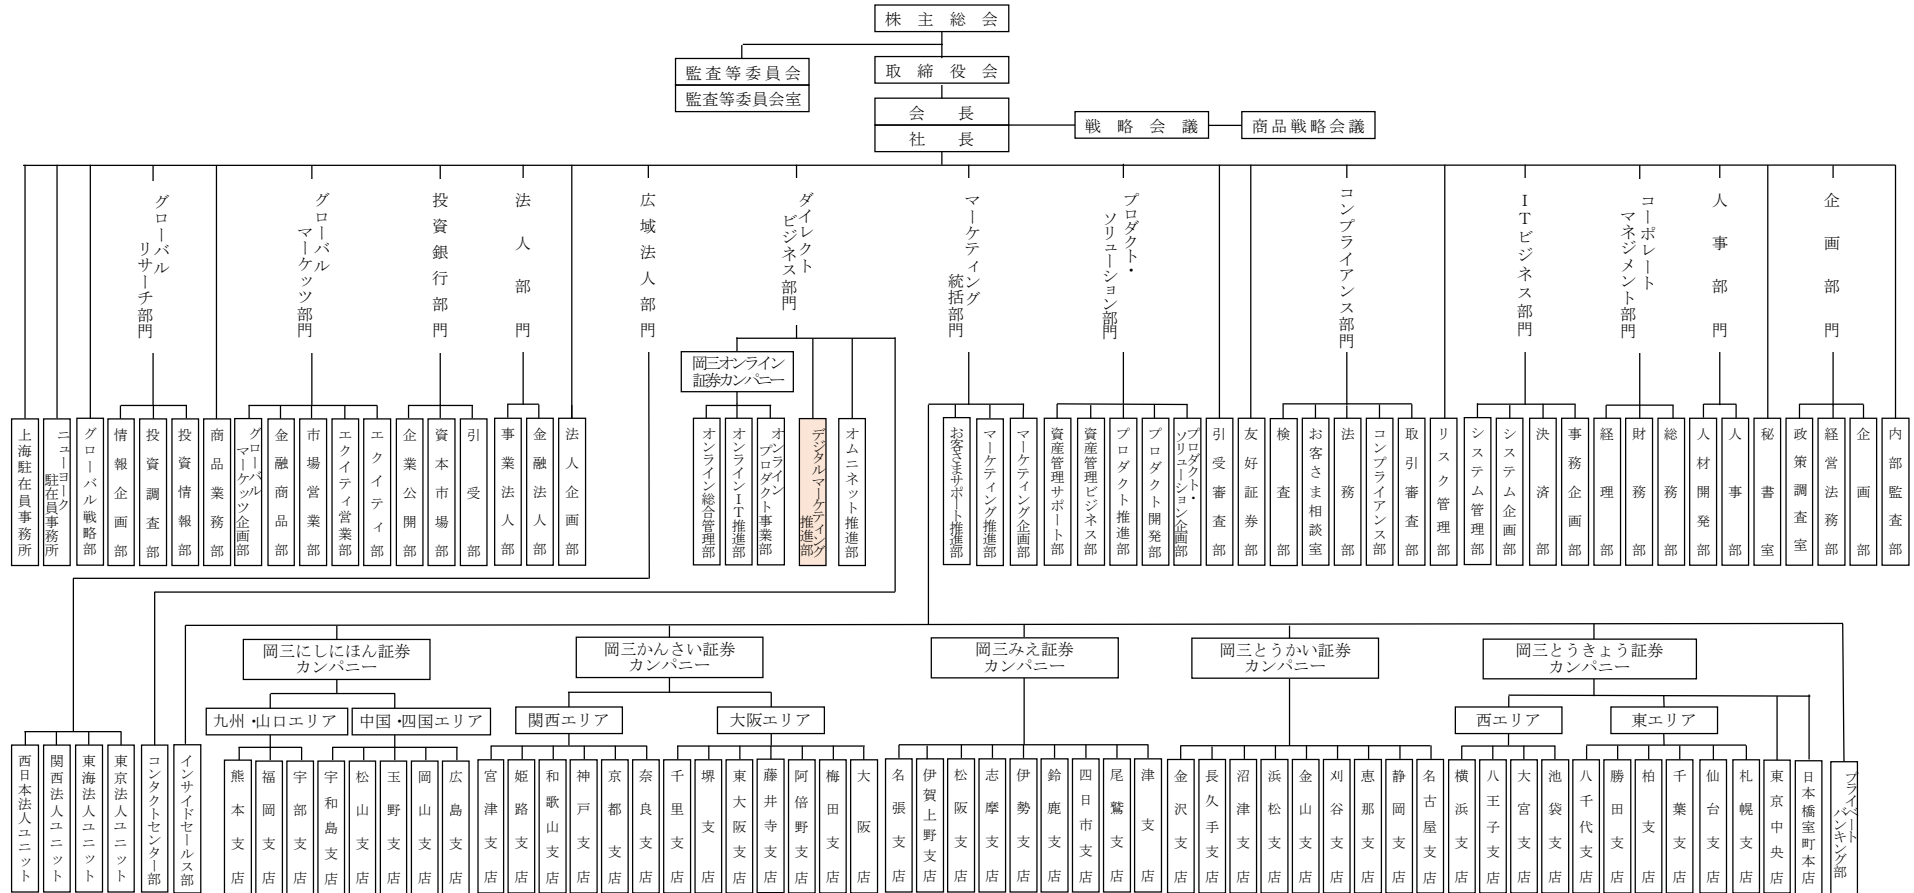 株主総会
監査等委員会
監査等委員会室
取締役会
会長
社長
戦略会議
商品戦略会議
グローバル
リサーチ部門
グローバル
マーケッツ部門
投資銀行部門
法人部門
広域法人部門
ダイレクト
ビジネス部門
マーケティング
統括部門
プロダクト・
ソリューション部門
コンプライアンス部門
ITビジネス部門
コーポレート
マネジメント部門
人事部門
企画部門
岡三オンライン
証券カンパニー
上海駐在員事務所
ニューヨーク
駐在員事務所
グローバル戦略部
情報企画部
投資調査部
投資情報部
商品業務部
グローバル
マーケッツ企画部
金融商品部
市場営業部
エクイティ営業部
エクイティ部
企業公開部
資本市場部
引受部
事業法人部
金融法人部
法人企画部
オンライン総合管理部
オンラインIT推進部
オンライン
プロダクト事業部
デジタルマーケティング
推進部
オムニネット推進部
お客さまサポート推進部
マーケティング推進部
マーケティング企画部
資産管理サポート部
資産管理ビジネス部
プロダクト推進部
プロダクト開発部
プロダクト・
ソリューション企画部
引受審査部
友好証券部
検査部
お客さま相談室
法務部
コンプライアンス部
取引審査部
リスク管理部
システム管理部
システム企画部
決済部
事務企画部
経理部
財務部
総務部
人材開発部
人事部
秘書室
政策調査室
経営法務部
企画部
内部監査部
岡三にしにほん証券
カンパニー
岡三かんさい証券
カンパニー
岡三みえ証券
カンパニー
岡三とうかい証券
カンパニー
岡三とうきょう証券
カンパニー
九州・山口エリア
中国・四国エリア
関西エリア
大阪エリア
西エリア
東エリア
西日本法人ユニット
関西法人ユニット
東海法人ユニット
東京法人ユニット
コンタクトセンター部
インサイドセールス部
熊本支店
福岡支店
宇部支店
宇和島支店
松山支店
玉野支店
岡山支店
広島支店
宮津支店
姫路支店
和歌山支店
神戸支店
京都支店
奈良支店
千里支店
堺支店
東大阪支店
藤井寺支店
阿倍野支店
梅田支店
大阪店
名張支店
伊賀上野支店
松阪支店
志摩支店
伊勢支店
鈴鹿支店
四日市支店
尾鷲支店
津支店
金沢支店
長久手支店
沼津支店
浜松支店
金山支店
刈谷支店
恵那支店
静岡支店
名古屋支店
横浜支店
八王子支店
大宮支店
池袋支店
八千代支店
勝田支店
柏支店
千葉支店
仙台支店
札幌支店
東京中央店
日本橋室町本店
プライベート
バンキング部